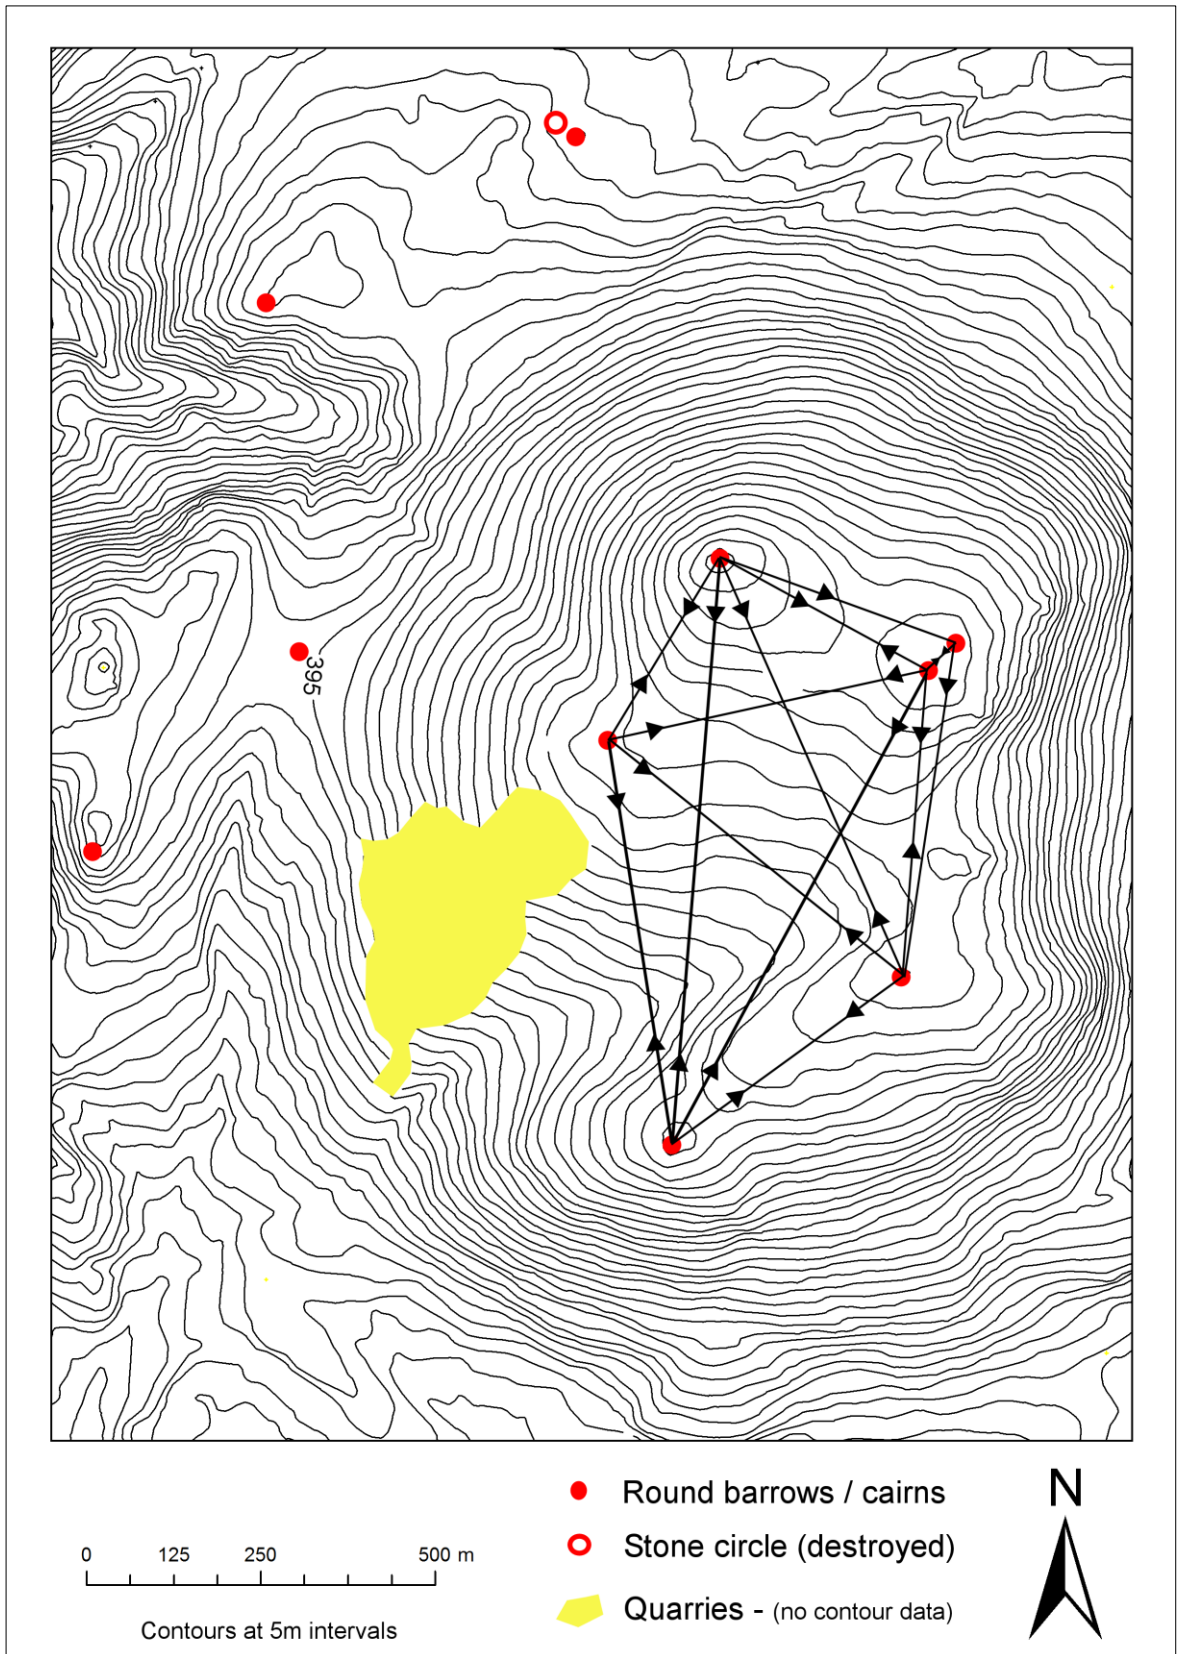 395
N
Round barrows / cairns
Stone circle (destroyed)
0 125 250 500 m
Quarries - (no contour data)
Contours at 5m intervals